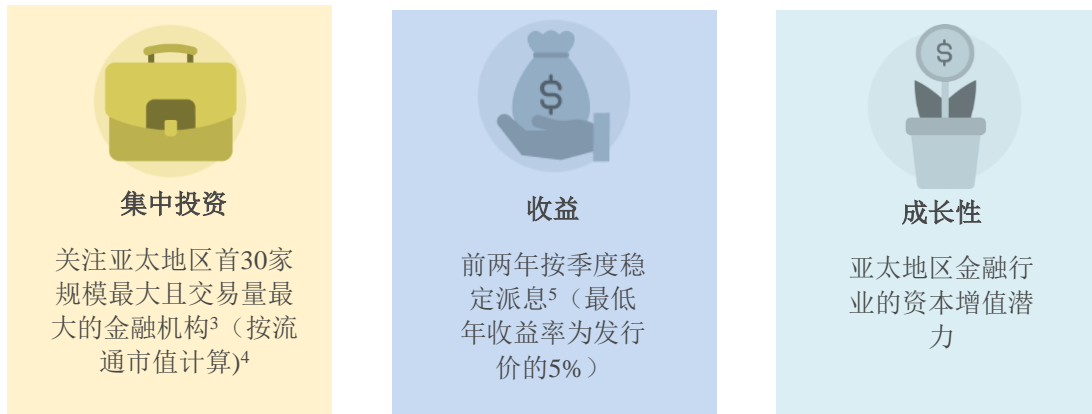 集中投资
关注亚太地区首30家
规模最大且交易量最
大的金融机构³（按流
通市值计算)⁴
$
收益
前两年按季度稳
定派息⁵（最低
年收益率为发行
价的5%）
$
成长性
亚太地区金融行
业的资本增值潜
力